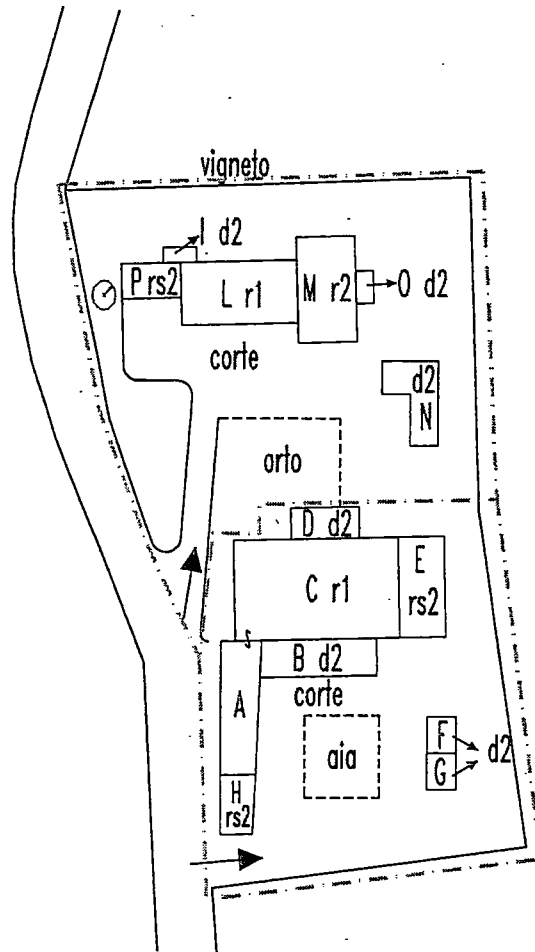 vigneto
I d2
P rs2
L r1
M r2
O d2
corte
d2
N
orto
D d2
C r1
E
rs2
s
B d2
corte
A
aia
F
d2
G
H
rs2